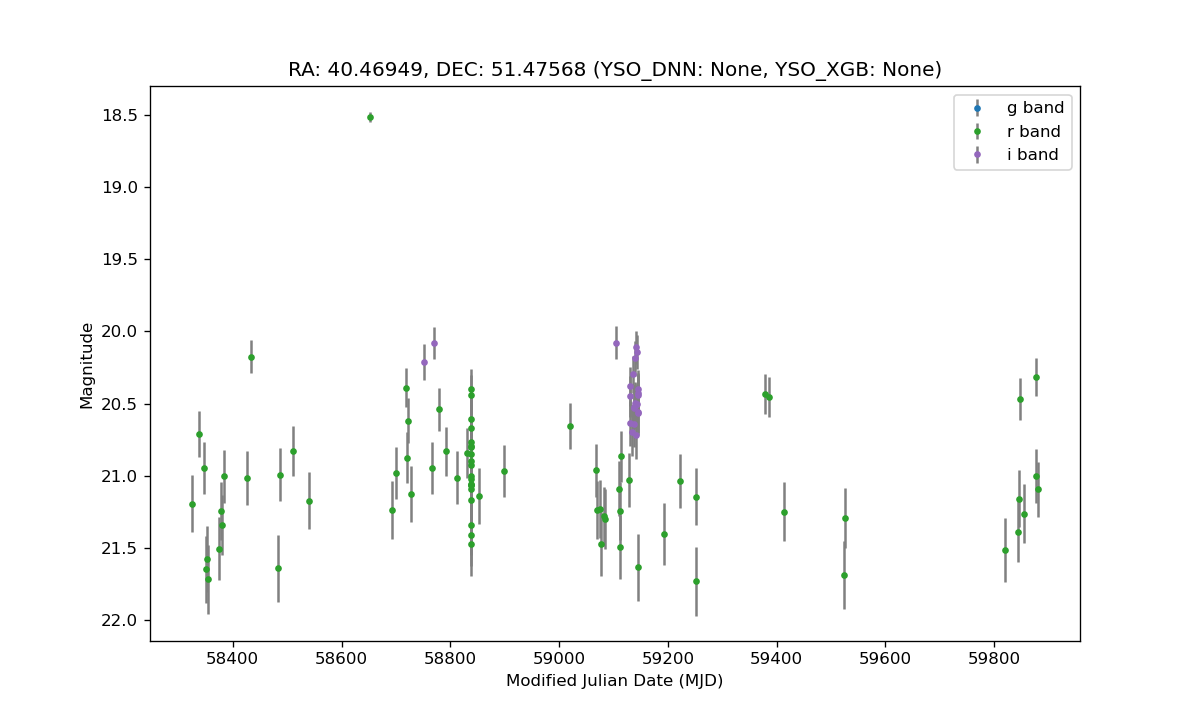 RA: 40.46949, DEC: 51.47568 (YSO_DNN: None, YSO_XGB: None)
g band
r band
i band
18.5
19.0
19.5
20.0
20.5
21.0
21.5
22.0
Magnitude
58400 58600 58800 59000 59200 59400 59600 59800
Modified Julian Date (MJD)